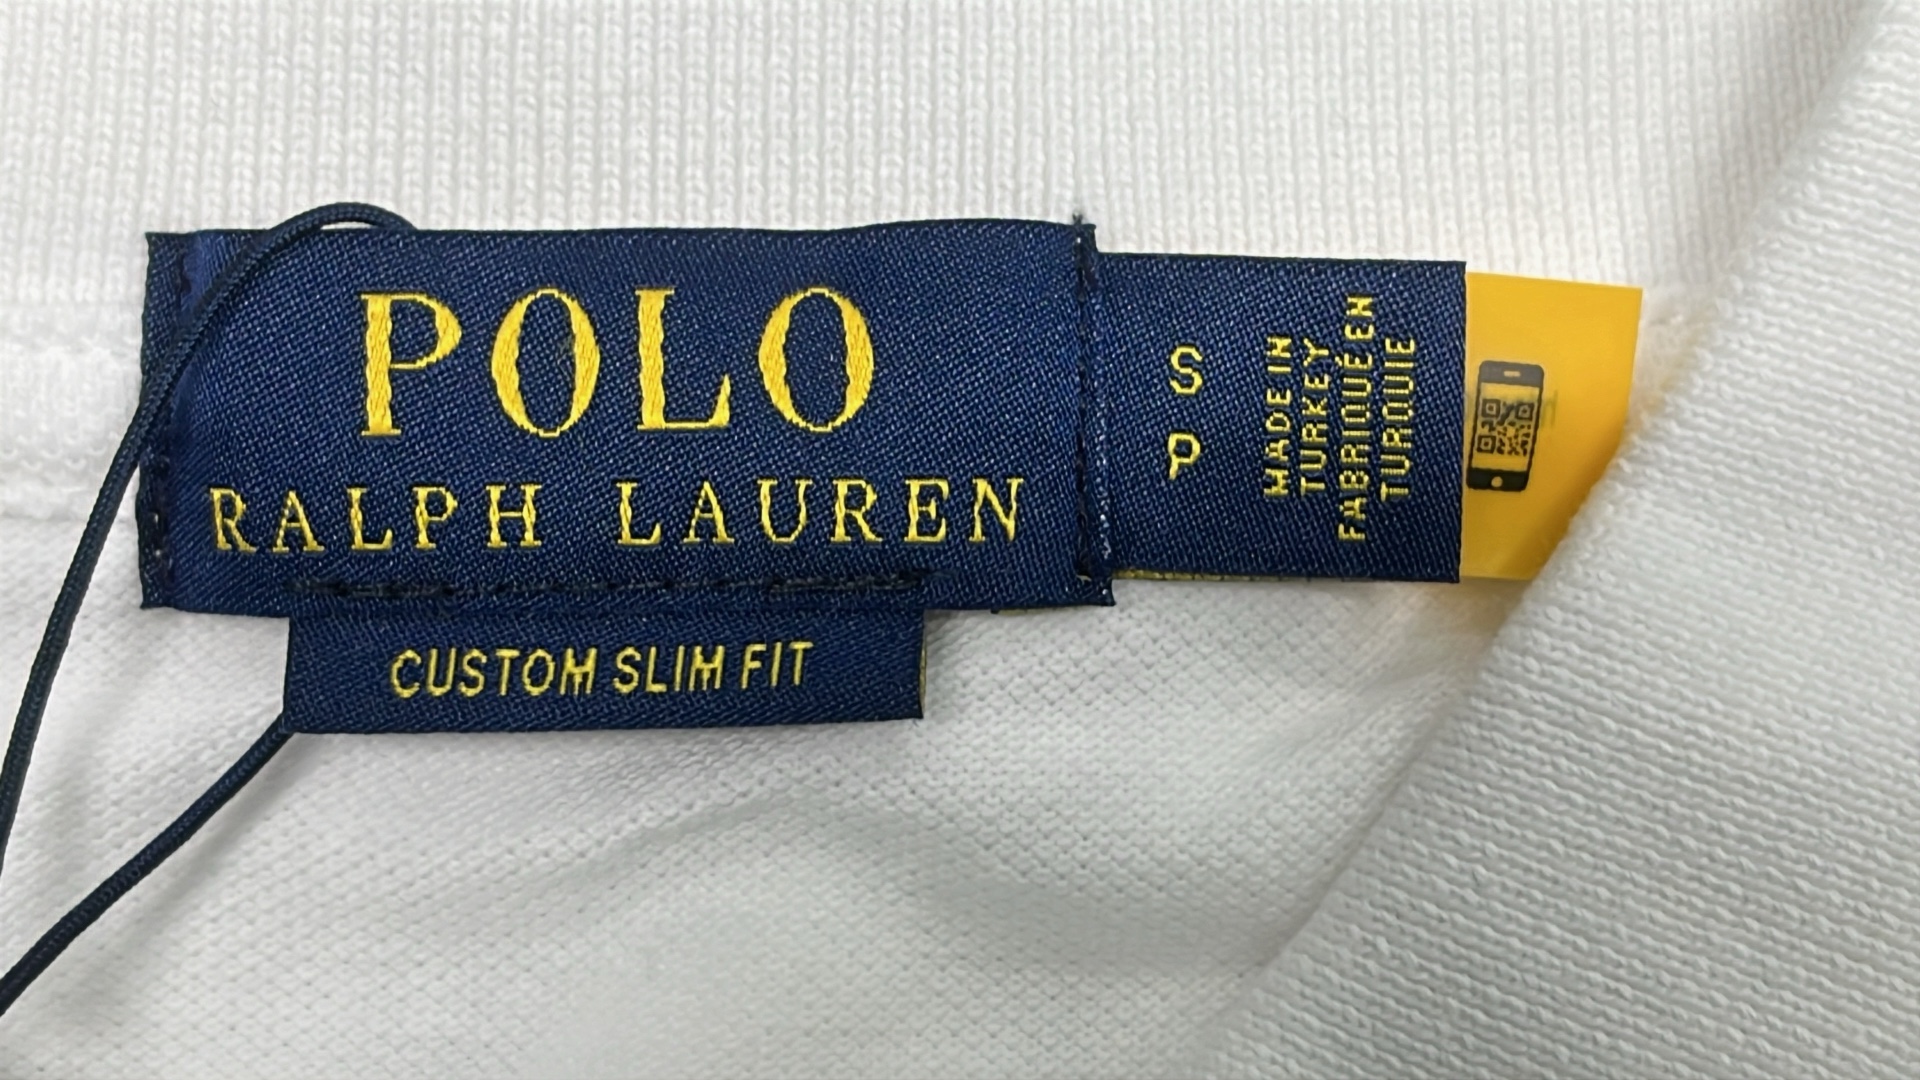 POLO
RALPH LAUREN
CUSTOM SLIM FIT
S
P
MADE IN
TURKEY
FABRIQUÉ EN
TURQUIE